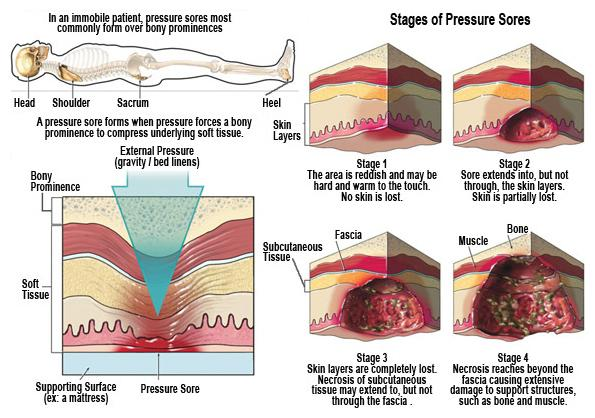 In an immobile patient, pressure sores most
commonly form over bony prominences
Head
Shoulder
Sacrum
Heel
A pressure sore forms when pressure forces a bony
prominence to compress underlying soft tissue.
External Pressure
(gravity / bed linens)
Bony
Prominence
Soft
Tissue
Supporting Surface
(ex: a mattress)
Pressure Sore
Stages of Pressure Sores
Skin
Layers
Stage 1
The area is reddish and may be
hard and warm to the touch.
No skin is lost.
Stage 2
Sore extends into, but not
through, the skin layers.
Skin is partially lost.
Subcutaneous
Tissue
Fascia
Muscle
Bone
Stage 3
Skin layers are completely lost.
Necrosis of subcutaneous
tissue may extend to, but not
through the fascia .
Stage 4
Necrosis reaches beyond the
fascia causing extensive
damage to support structures,
such as bone and muscle.